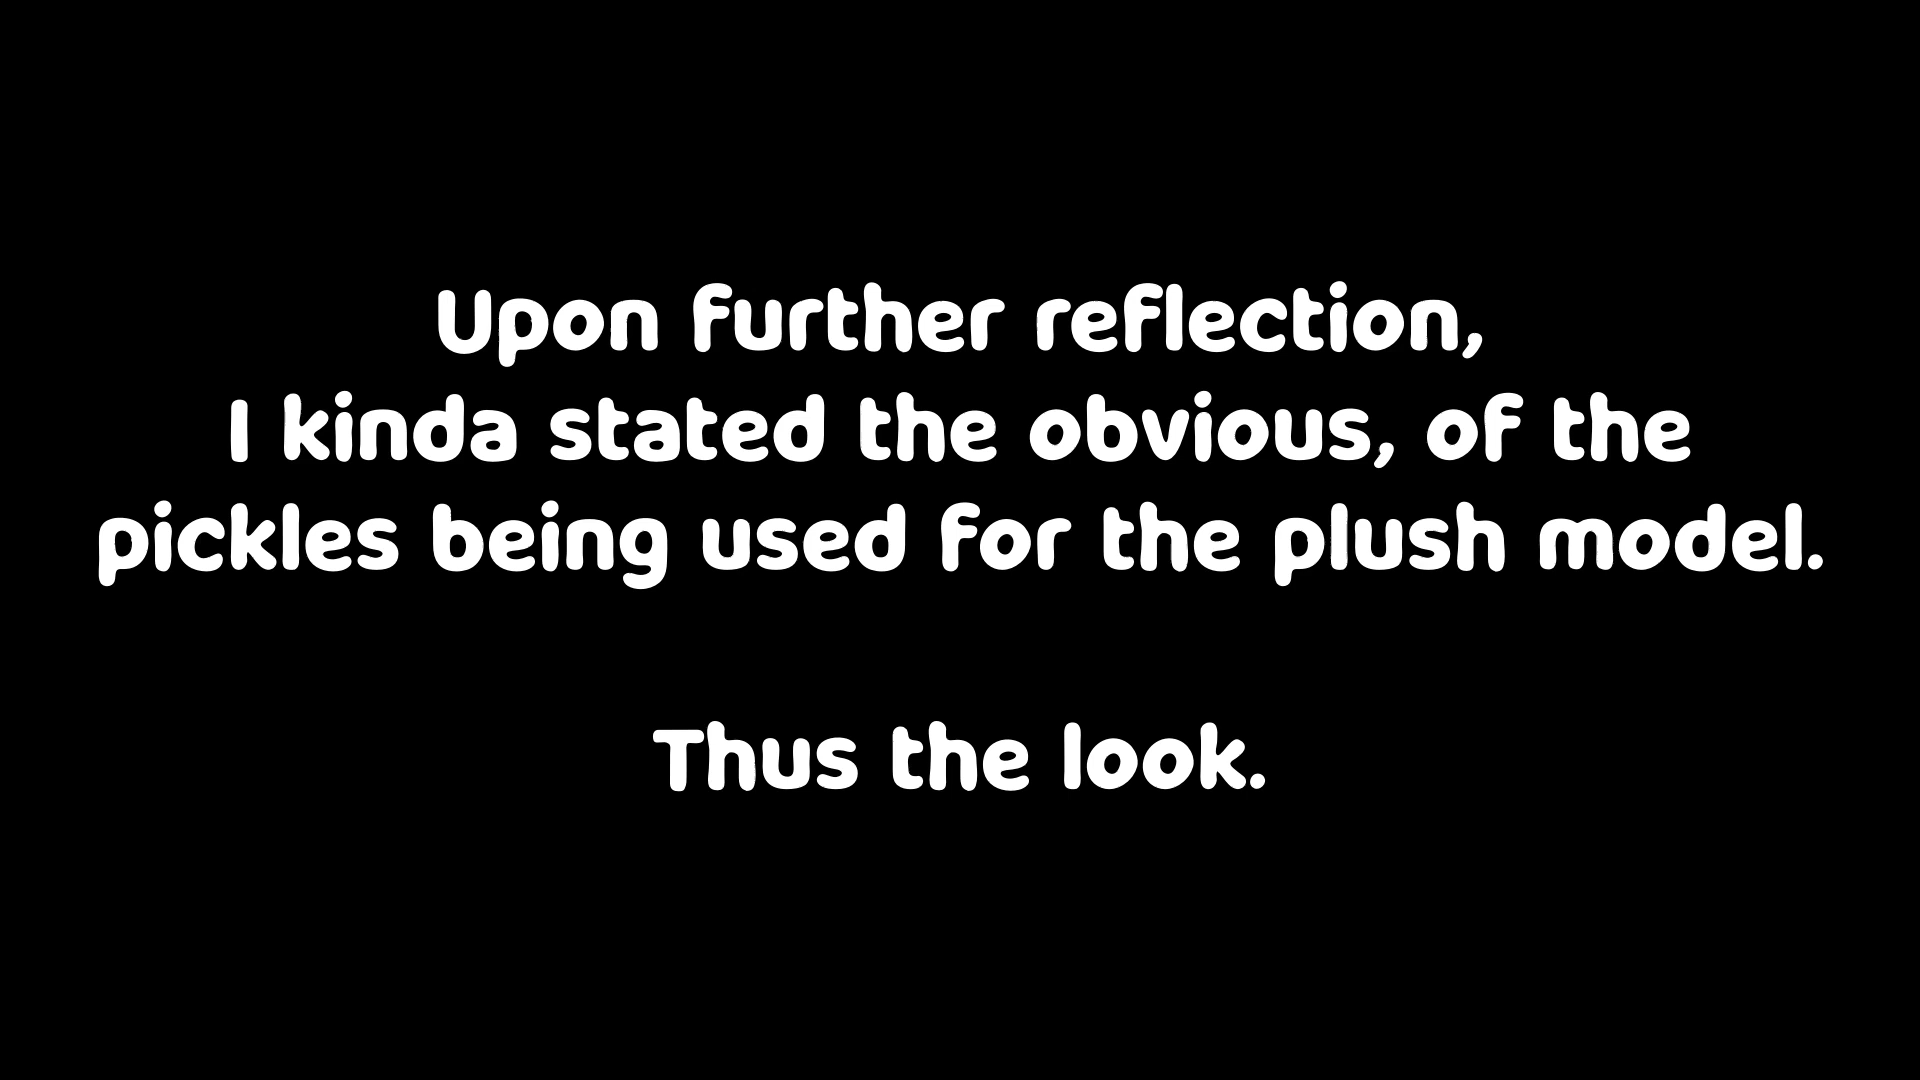 Upon further reflection,
I kinda stated the obvious, of the
pickles being used for the plush model.
Thus the look.